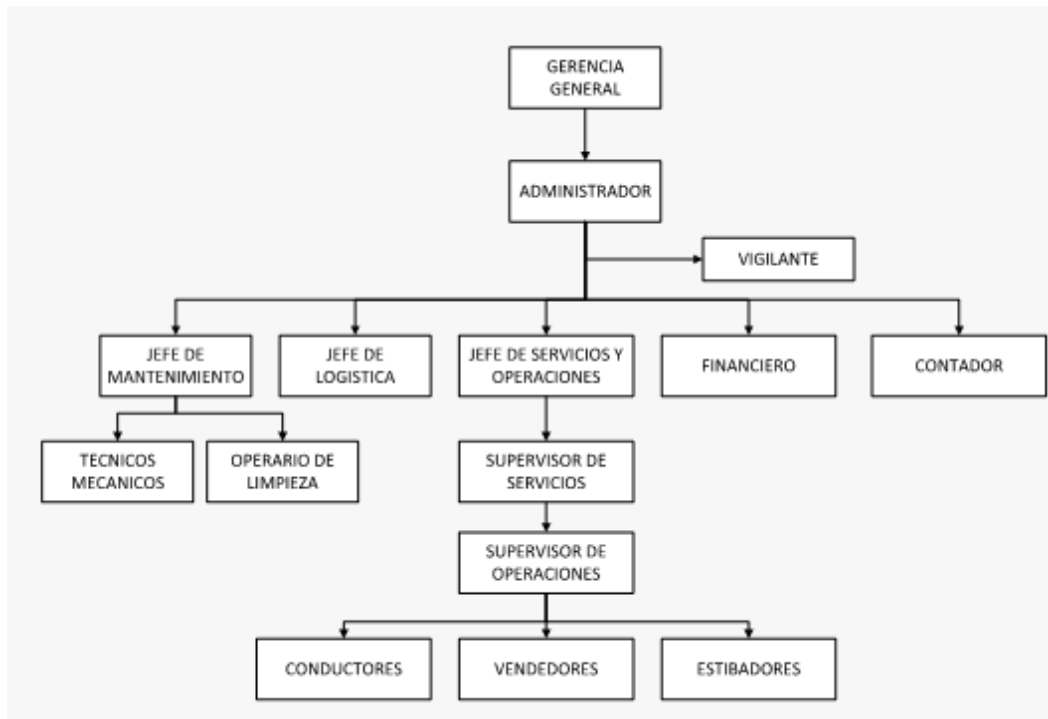 GERENCIA
GENERAL
ADMINISTRADOR
VIGILANTE
JEFE DE
MANTENIMIENTO
JEFE DE
LOGISTICA
JEFE DE SERVICIOS Y
OPERACIONES
FINANCIERO
CONTADOR
TECNICOS
MECANICOS
OPERARIO DE
LIMPIEZA
SUPERVISOR DE
SERVICIOS
SUPERVISOR DE
OPERACIONES
CONDUCTORES
VENDEDORES
ESTIBADORES